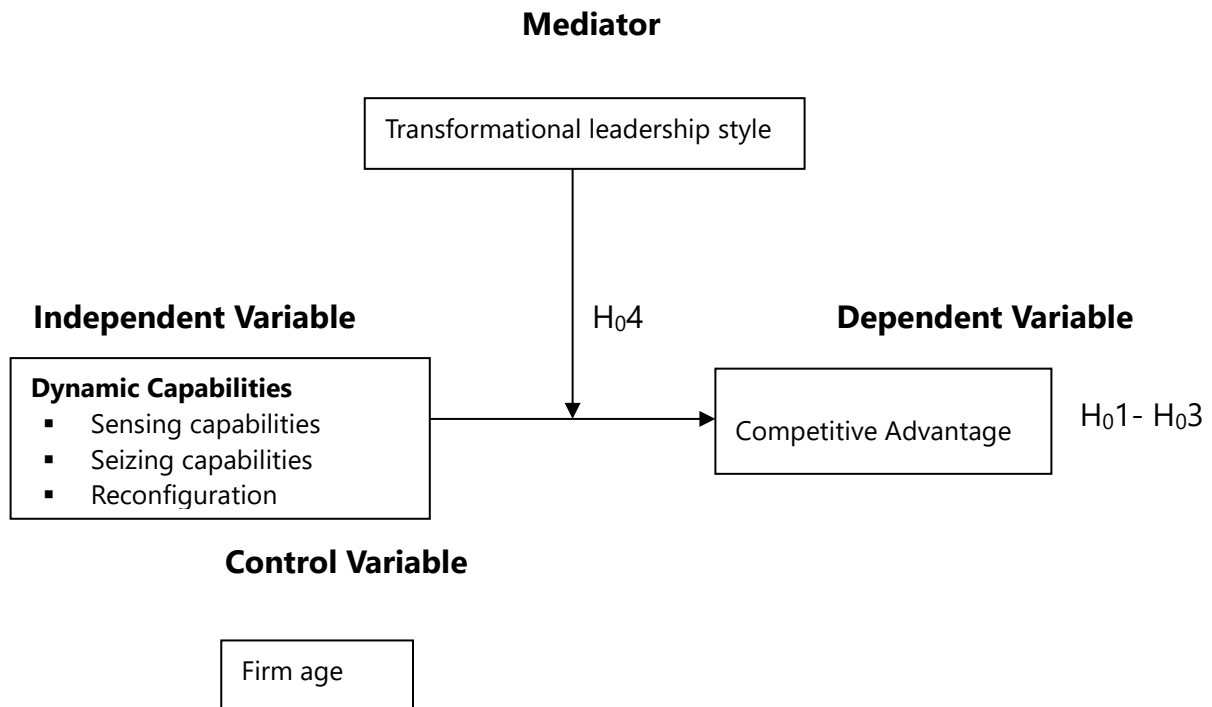 Mediator
Transformational leadership style
Independent Variable
H₀4
Dependent Variable
Dynamic Capabilities
▪ Sensing capabilities
▪ Seizing capabilities
▪ Reconfiguration
Competitive Advantage
H₀1- H₀3
Control Variable
Firm age